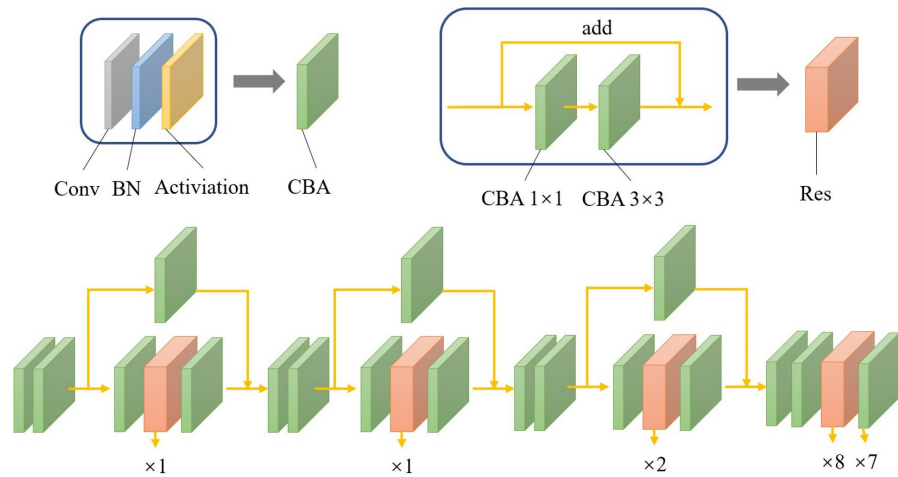 add
Conv BN Activiation CBA
CBA 1×1 CBA 3×3
Res
×1 ×1 ×2 ×8 ×7